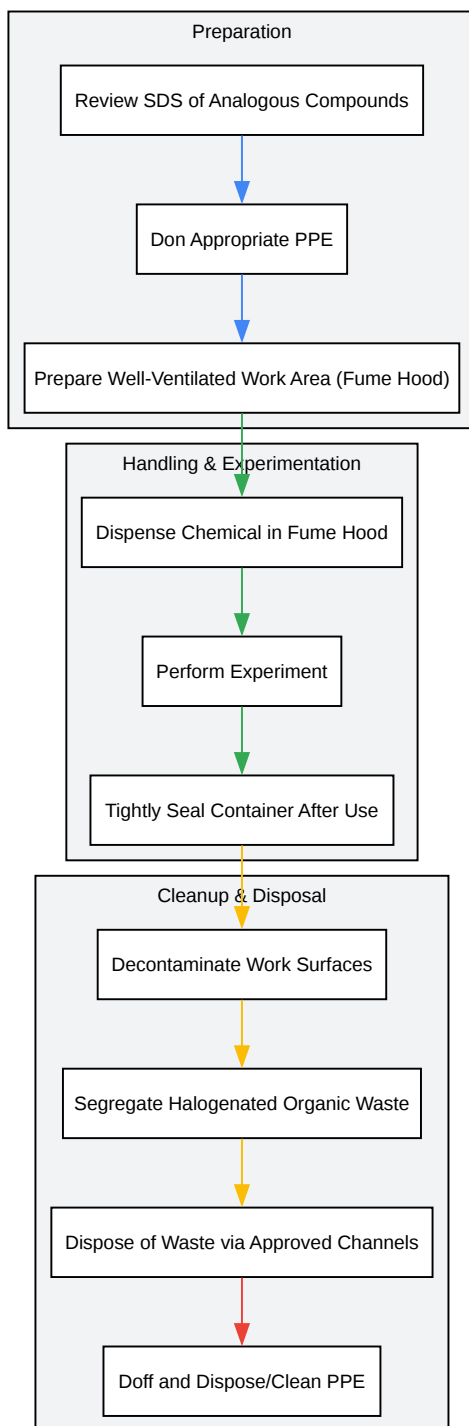 Preparation
Review SDS of Analogous Compounds
Don Appropriate PPE
Prepare Well-Ventilated Work Area (Fume Hood)
Handling & Experimentation
Dispense Chemical in Fume Hood
Perform Experiment
Tightly Seal Container After Use
Cleanup & Disposal
Decontaminate Work Surfaces
Segregate Halogenated Organic Waste
Dispose of Waste via Approved Channels
Doff and Dispose/Clean PPE